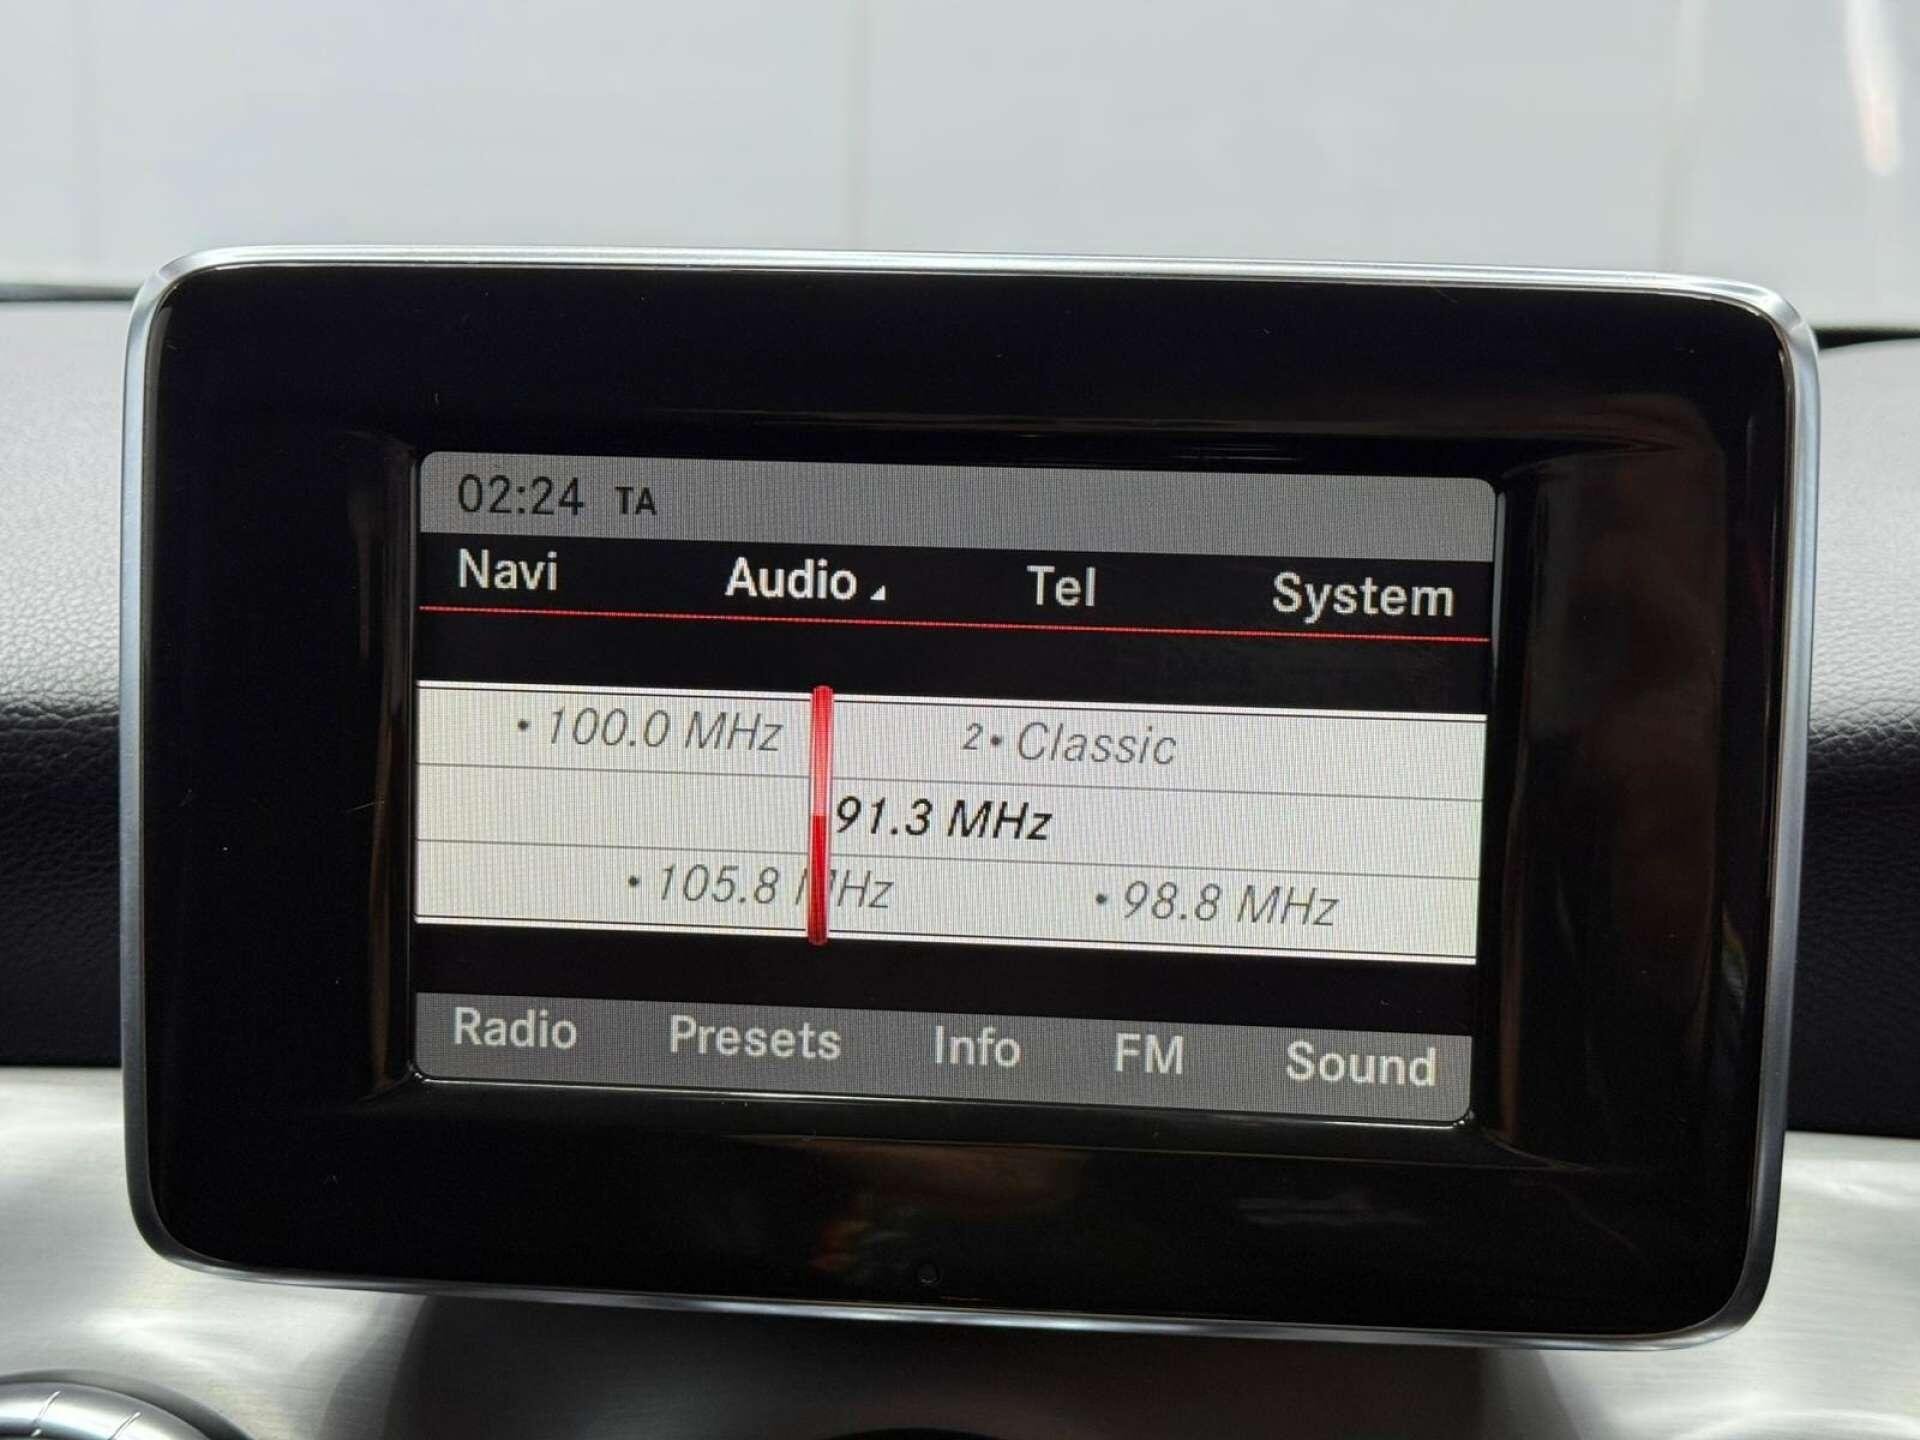 02:24 TA
Navi Audio Tel System
• 100.0 MHz 2 • Classic
91.3 MHz
• 105.8 MHz • 98.8 MHz
Radio Presets Info FM Sound